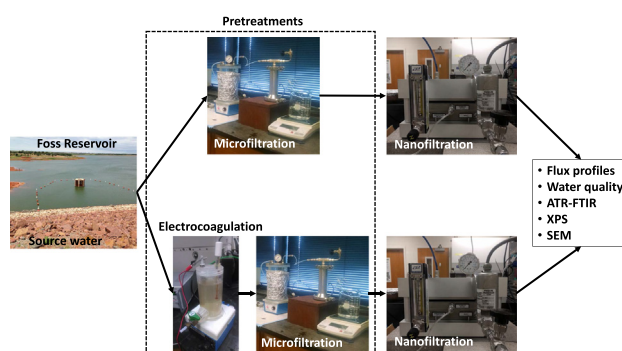 Pretreatments
Foss Reservoir
Source water
Microfiltration
Nanofiltration
Electrocoagulation
Microfiltration
Nanofiltration
• Flux profiles
• Water quality
• ATR-FTIR
• XPS
• SEM